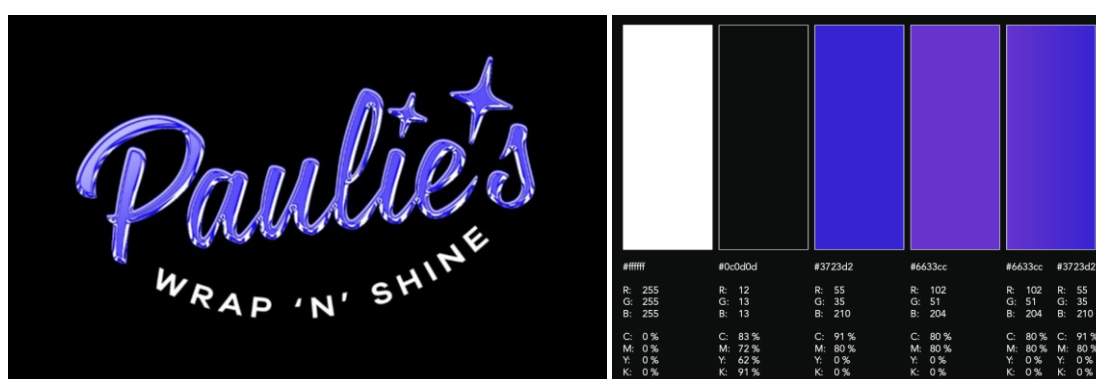 Paulie's
WRAP ‘N’ SHINE
#ffffff #0c0d0d #3723d2 #6633cc #6633cc #3723d2
R: 255 R: 12 R: 55 R: 102 R: 102 R: 55
G: 255 G: 13 G: 35 G: 51 G: 51 G: 35
B: 255 B: 13 B: 210 B: 204 B: 204 B: 210
C: 0 % C: 83 % C: 91 % C: 80 % C: 80 % C: 91 %
M: 0 % M: 72 % M: 80 % M: 80 % M: 80 % M: 80 %
Y: 0 % Y: 62 % Y: 0 % Y: 0 % Y: 0 % Y: 0 %
K: 0 % K: 91 % K: 0 % K: 0 % K: 0 % K: 0 %